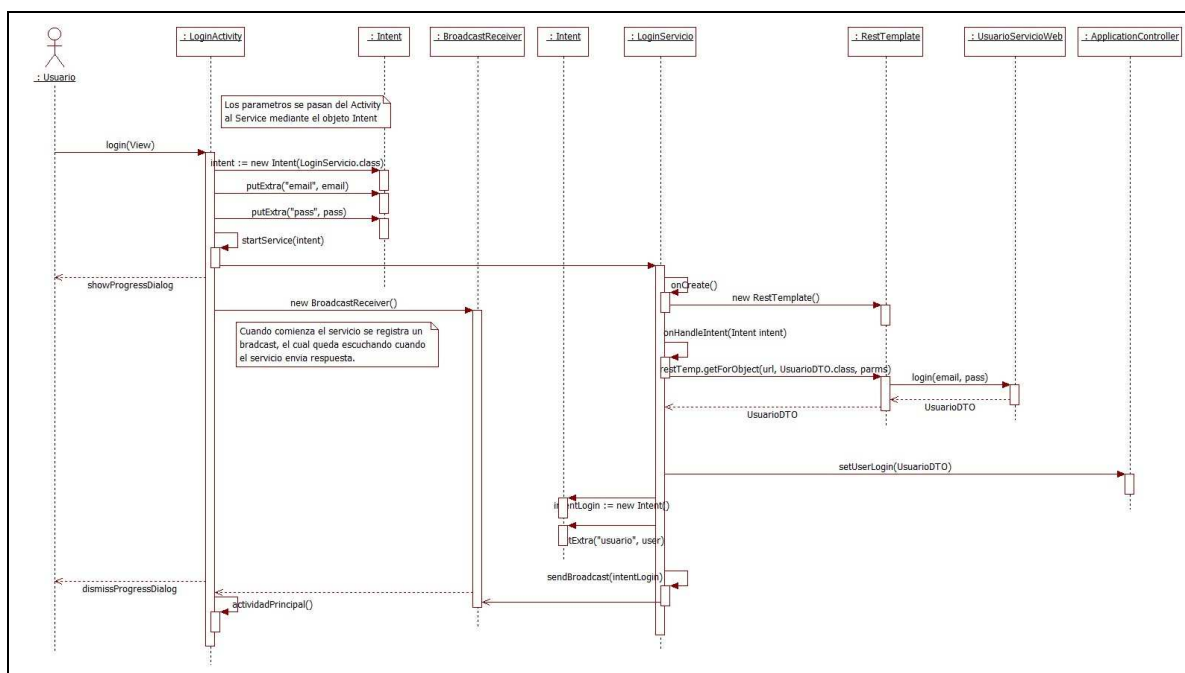 : LoginActivity
: Intent
: BroadcastReceiver
: Intent
: LoginServicio
: RestTemplate
: UsuarioServicioWeb
: ApplicationController
: Usuario
Los parametros se pasan del Activity
al Service mediante el objeto Intent
login(View)
intent := new Intent(LoginServicio.class)
putExtra("email", email)
putExtra("pass", pass)
startService(intent)
showProgressDialog
onCreate()
new BroadcastReceiver()
new RestTemplate()
Cuando comienza el servicio se registra un
bradcast, el cual queda escuchando cuando
el servicio envia respuesta.
onHandleIntent(Intent intent)
restTemp.getForObject(url, UsuarioDTO.class, parms)
login(email, pass)
UsuarioDTO
UsuarioDTO
setUserLogin(UsuarioDTO)
:= new Intent()
"usuario", user)
sendBroadcast(intentLogin)
dismissProgressDialog
actividadPrincipal()